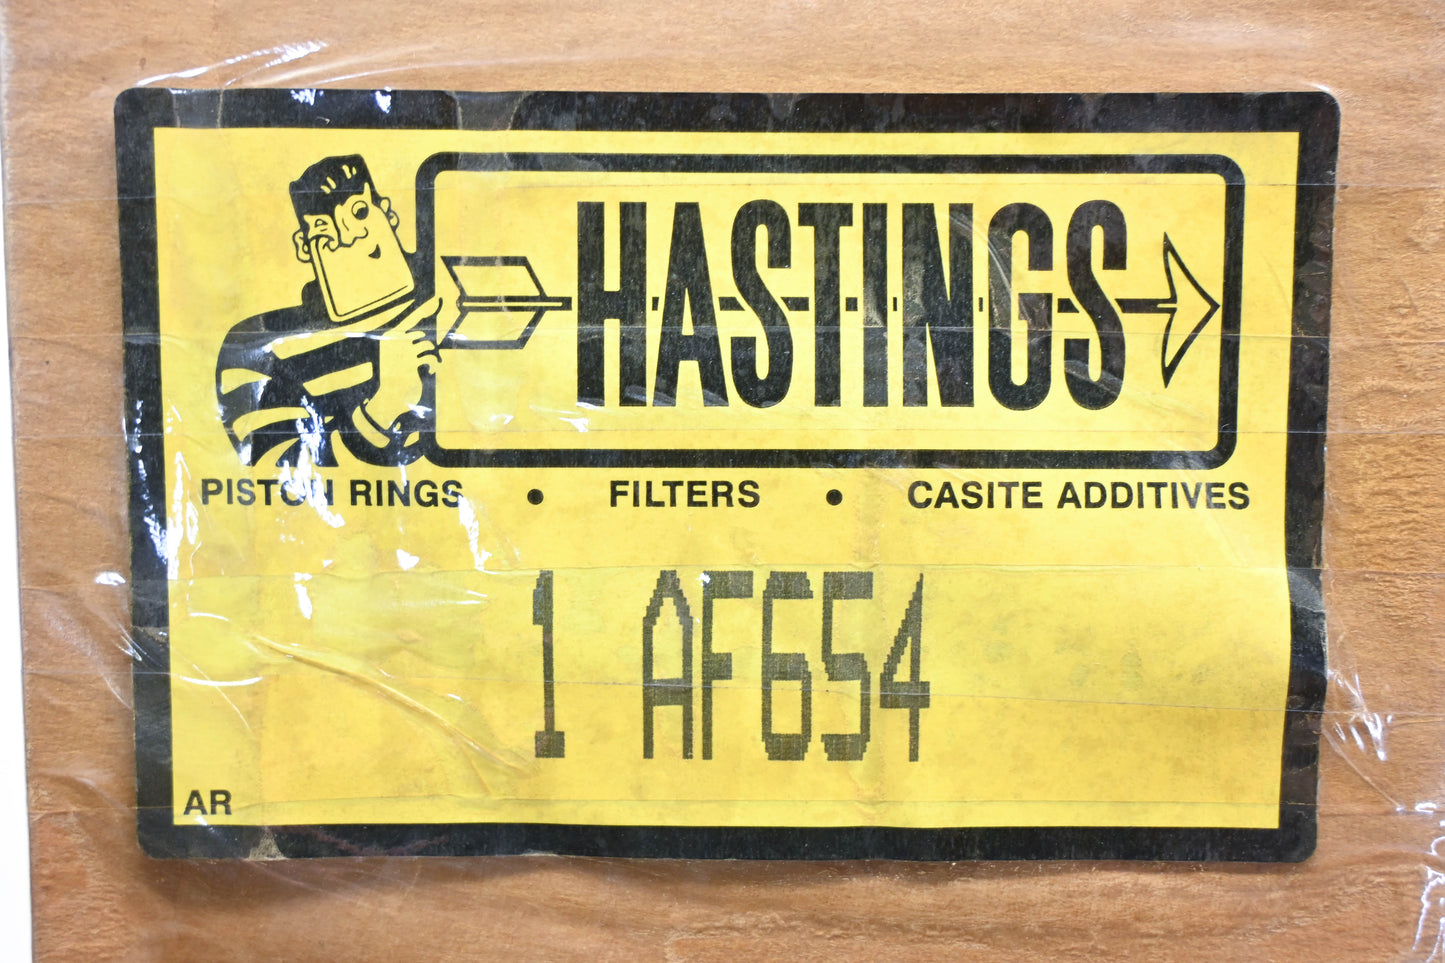 HASTINGS
PISTON RINGS • FILTERS • CASITE ADDITIVES
1 AF654
AR